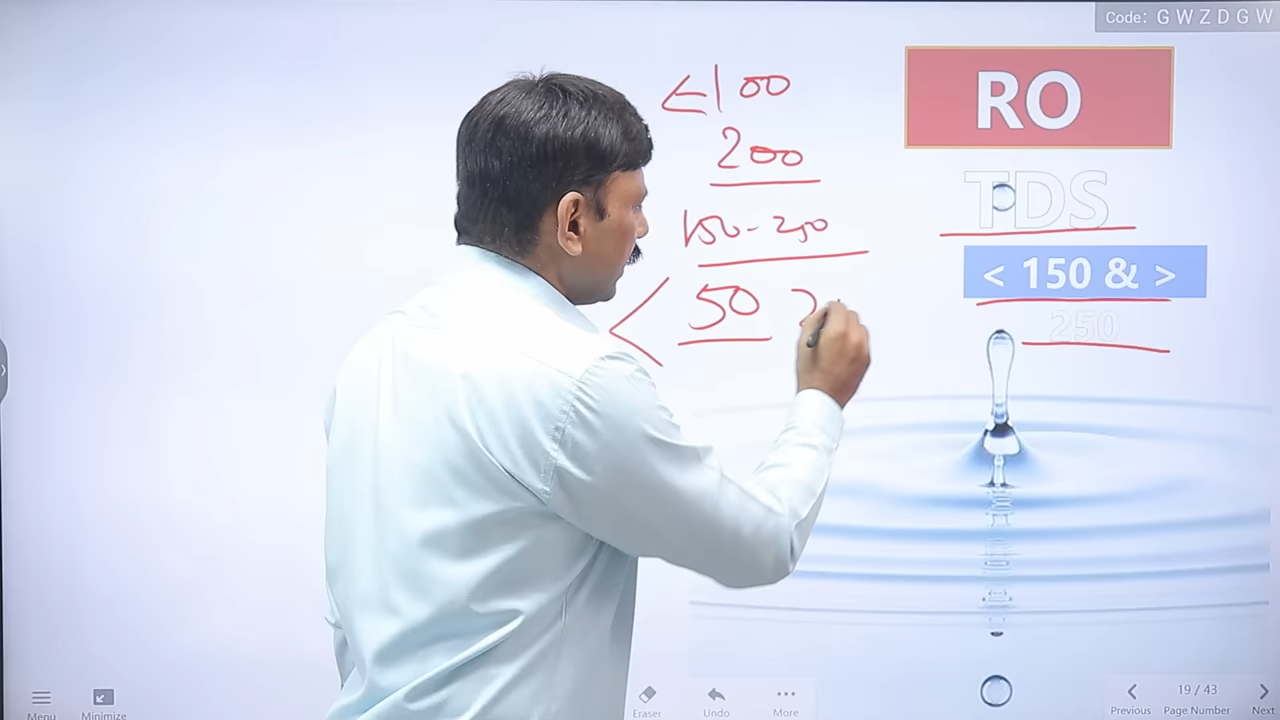 Code: G W Z D G W
RO
TDS
< 150 & >
250
<100
200
150 - 250
< 50
Menu
Minimize
Eraser
Undo
More
Previous
19 / 43
Page Number
Next